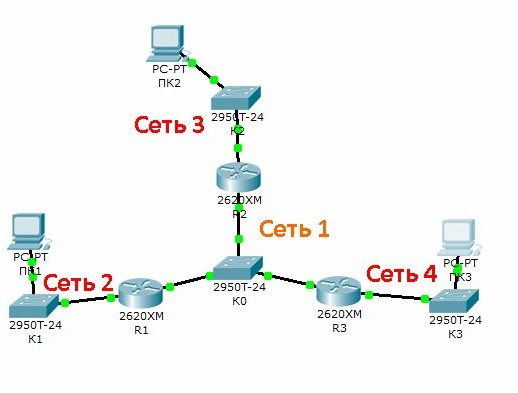 PC-PT
ПК2
2950T-24
К2
Сеть 3
2620XM
R2
Сеть 1
PC-PT
ПК1
Сеть 2
2950T-24
К1
2620XM
R1
2950T-24
К0
2620XM
R3
Сеть 4
PC-PT
ПК3
2950T-24
К3